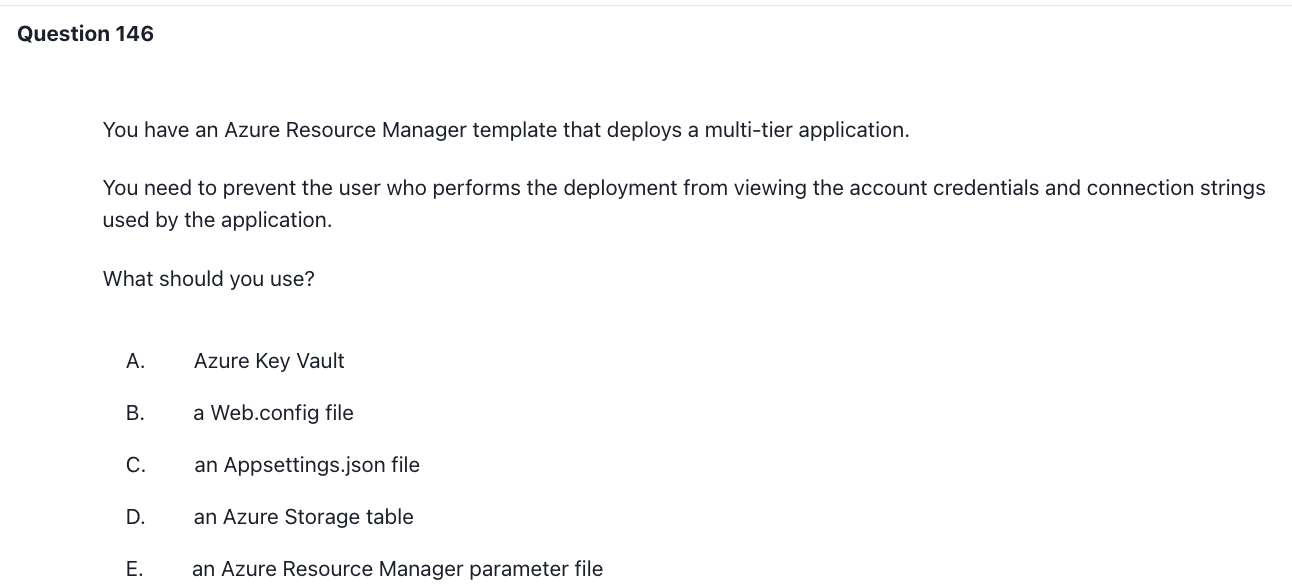 Question 146
You have an Azure Resource Manager template that deploys a multi-tier application.
You need to prevent the user who performs the deployment from viewing the account credentials and connection strings
used by the application.
What should you use?
A. Azure Key Vault
B. a Web.config file
C. an Appsettings.json file
D. an Azure Storage table
E. an Azure Resource Manager parameter file